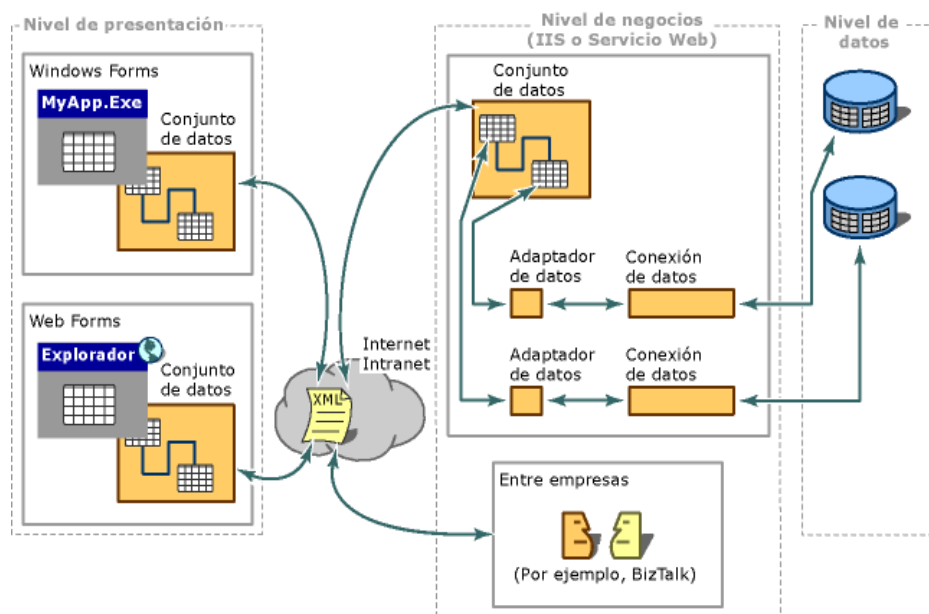 Nivel de presentación
Windows Forms
MyApp.Exe
Conjunto
de datos
Web Forms
Explorador
Conjunto
de datos
Internet
Intranet
XML
Nivel de negocios
(IIS o Servicio Web)
Conjunto
de datos
Adaptador
de datos
Conexión
de datos
Adaptador
de datos
Conexión
de datos
Entre empresas
(Por ejemplo, BizTalk)
Nivel de
datos